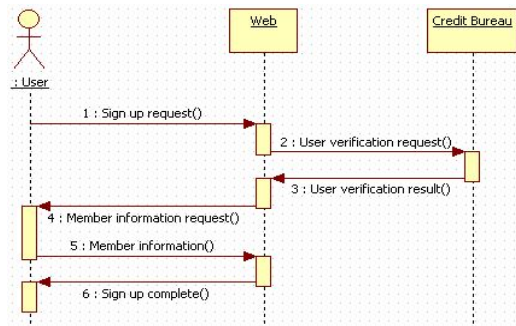 Web
Credit Bureau
: User
1 : Sign up request()
2 : User verification request()
3 : User verification result()
4 : Member information request()
5 : Member information()
6 : Sign up complete()